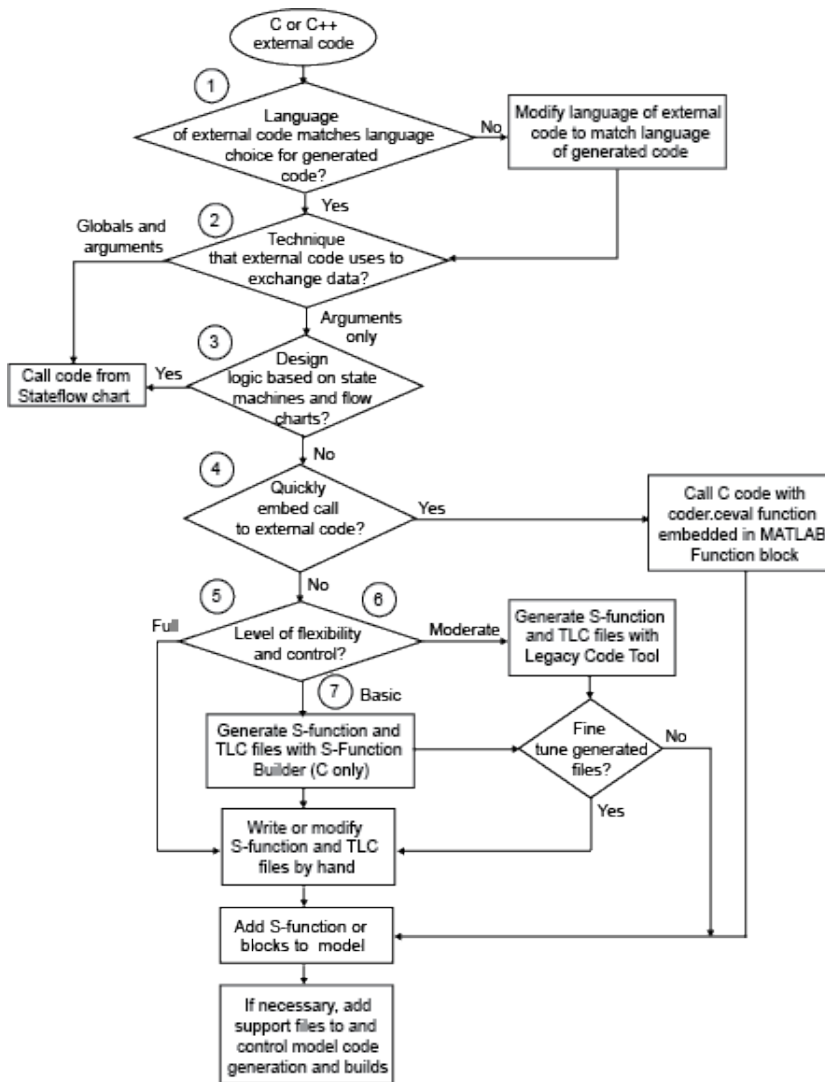 C or C++
external code
1
Language
of external code matches language
choice for generated
code?
No
Modify language of external
code to match language
of generated code
Yes
2
Globals and
arguments
Technique
that external code uses to
exchange data?
Arguments
only
3
Design
logic based on state
machines and flow
charts?
Yes
Call code from
Stateflow chart
No
4
Quickly
embed call
to external code?
Yes
Call C code with
coder.ceval function
embedded in MATLAB
Function block
No
5
6
Full
Level of flexibility
and control?
Moderate
Generate S-function
and TLC files with
Legacy Code Tool
7
Basic
Generate S-function and
TLC files with S-Function
Builder (C only)
Fine
tune generated
files?
No
Yes
Write or modify
S-function and TLC
files by hand
Add S-function or
blocks to model
If necessary, add
support files to and
control model code
generation and builds